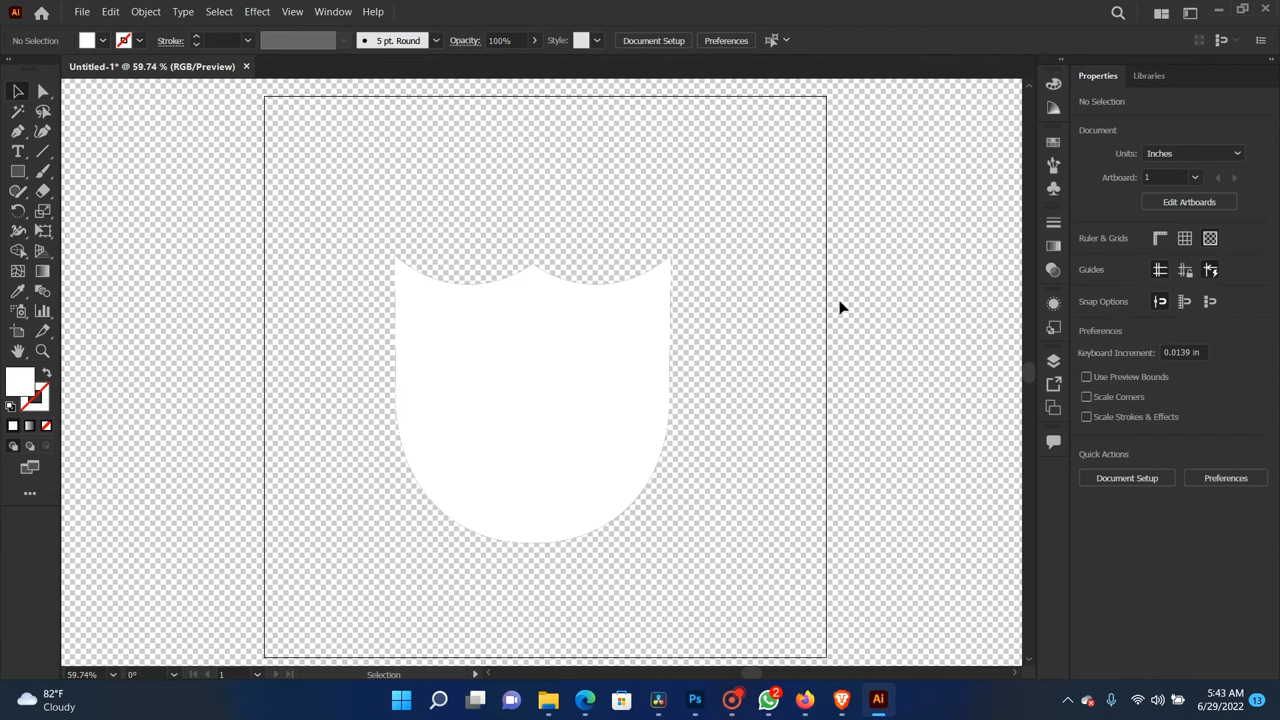 Ai File Edit Object Type Select Effect View Window Help
No Selection Stroke: 5 pt. Round Opacity: 100% Style: Document Setup Preferences
Untitled-1* @ 59.74 % (RGB/Preview) ×
Properties Libraries
No Selection
Document
Units: Inches
Artboard: 1
Edit Artboards
Ruler & Grids
Guides
Snap Options
Preferences
Keyboard Increment: 0.0139 in
Use Preview Bounds
Scale Corners
Scale Strokes & Effects
Quick Actions
Document Setup Preferences
59.74% 0° 1 Selection
82°F
Cloudy
Ps
2
Ai
5:43 AM
6/29/2022
13